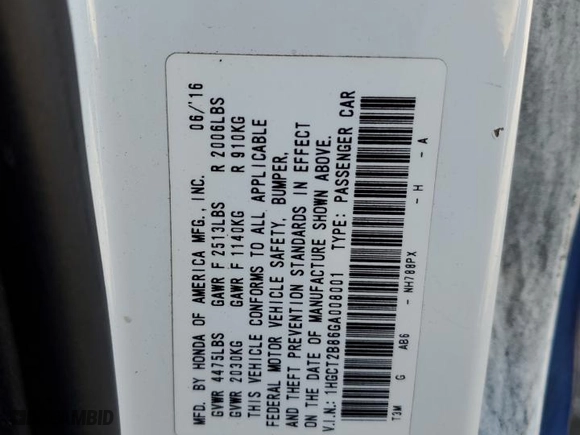 MFD. BY HONDA OF AMERICA MFG., INC. 06/'16
GVWR 4475LBS GAWR F 2513LBS R 2006LBS
GVWR 2030KG GAWR F 1140KG R 910KG
THIS VEHICLE CONFORMS TO ALL APPLICABLE
FEDERAL MOTOR VEHICLE SAFETY, BUMPER,
AND THEFT PREVENTION STANDARDS IN EFFECT
ON THE DATE OF MANUFACTURE SHOWN ABOVE.
V.I.N.: 1HGCT2B86GA008001 TYPE: PASSENGER CAR
T3M G AB6 - NH788PX - H - A